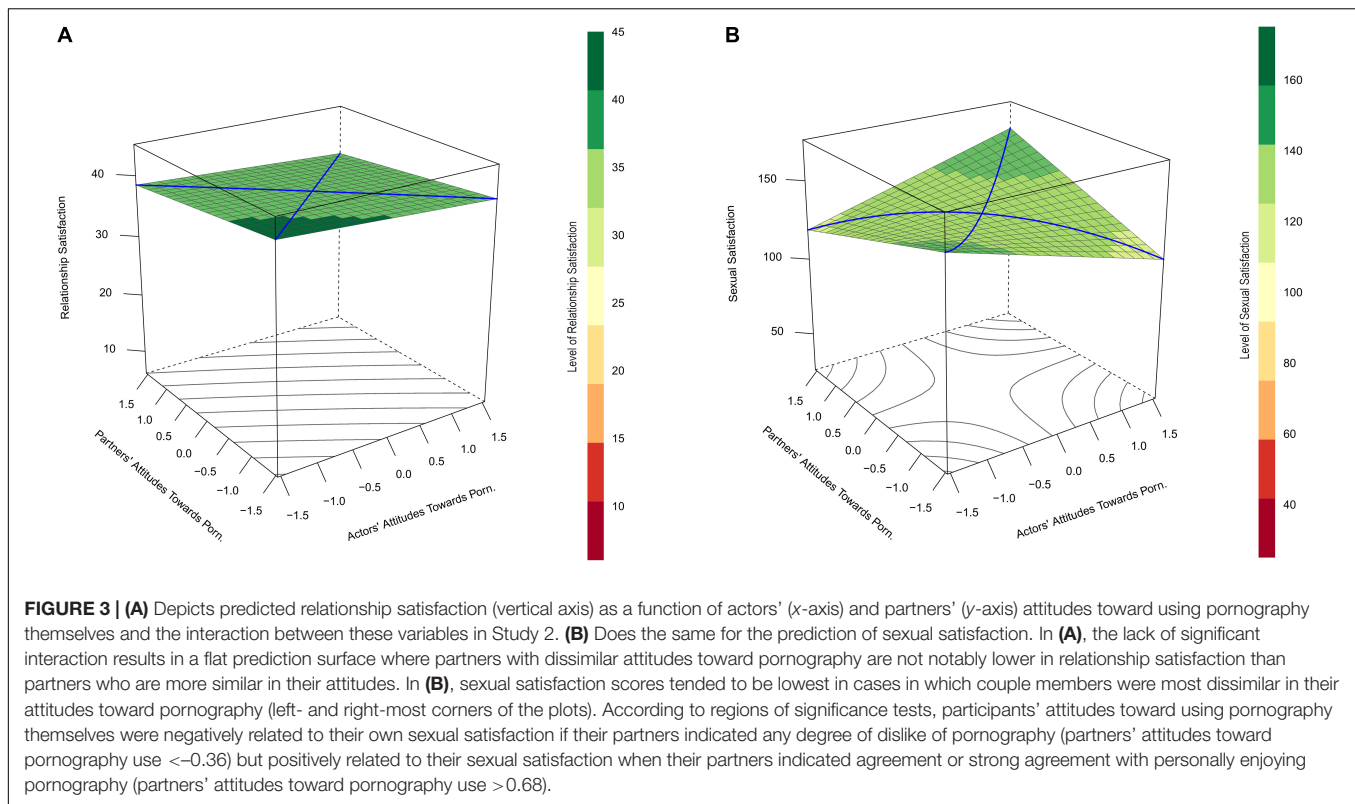 A
B
45
40
35
30
25
20
15
10
Level of Relationship Satisfaction
40
30
20
10
Relationship Satisfaction
1.5
1.0
0.5
0.0
−0.5
−1.0
−1.5
Partners' Attitudes Towards Porn.
−1.5
−1.0
−0.5
0.0
0.5
1.0
1.5
Actors' Attitudes Towards Porn.
160
140
120
100
80
60
40
Level of Sexual Satisfaction
150
100
50
Sexual Satisfaction
1.5
1.0
0.5
0.0
−0.5
−1.0
−1.5
Partners' Attitudes Towards Porn.
−1.5
−1.0
−0.5
0.0
0.5
1.0
1.5
Actors' Attitudes Towards Porn.
FIGURE 3 | (A) Depicts predicted relationship satisfaction (vertical axis) as a function of actors' (x-axis) and partners' (y-axis) attitudes toward using pornography
themselves and the interaction between these variables in Study 2. (B) Does the same for the prediction of sexual satisfaction. In (A), the lack of significant
interaction results in a flat prediction surface where partners with dissimilar attitudes toward pornography are not notably lower in relationship satisfaction than
partners who are more similar in their attitudes. In (B), sexual satisfaction scores tended to be lowest in cases in which couple members were most dissimilar in their
attitudes toward pornography (left- and right-most corners of the plots). According to regions of significance tests, participants' attitudes toward using pornography
themselves were negatively related to their own sexual satisfaction if their partners indicated any degree of dislike of pornography (partners' attitudes toward
pornography use <–0.36) but positively related to their sexual satisfaction when their partners indicated agreement or strong agreement with personally enjoying
pornography (partners' attitudes toward pornography use >0.68).